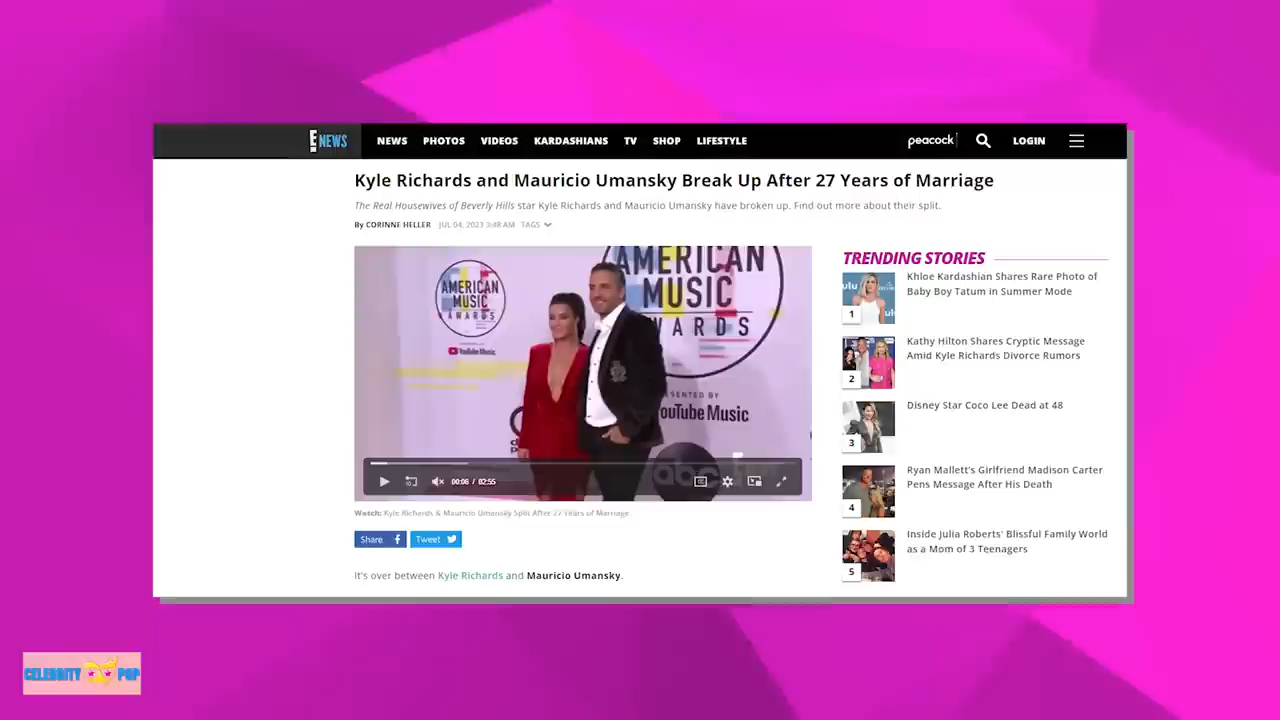 E! NEWS
NEWS PHOTOS VIDEOS KARDASHIANS TV SHOP LIFESTYLE
peacock LOGIN
Kyle Richards and Mauricio Umansky Break Up After 27 Years of Marriage
The Real Housewives of Beverly Hills star Kyle Richards and Mauricio Umansky have broken up. Find out more about their split.
By CORINNE HELLER JUL 04, 2023 3:48 AM TAGS
AMERICAN
MUSIC
AWARDS
YouTube Music
AMERICAN
MUSIC
AWARDS
PRESENTED BY
YouTube Music
abc
00:06 / 02:55
Watch: Kyle Richards & Mauricio Umansky Split After 27 Years of Marriage
Share Tweet
It's over between Kyle Richards and Mauricio Umansky.
TRENDING STORIES
1
Khloe Kardashian Shares Rare Photo of
Baby Boy Tatum in Summer Mode
2
Kathy Hilton Shares Cryptic Message
Amid Kyle Richards Divorce Rumors
3
Disney Star Coco Lee Dead at 48
4
Ryan Mallett's Girlfriend Madison Carter
Pens Message After His Death
5
Inside Julia Roberts' Blissful Family World
as a Mom of 3 Teenagers
CELEBRITY POP